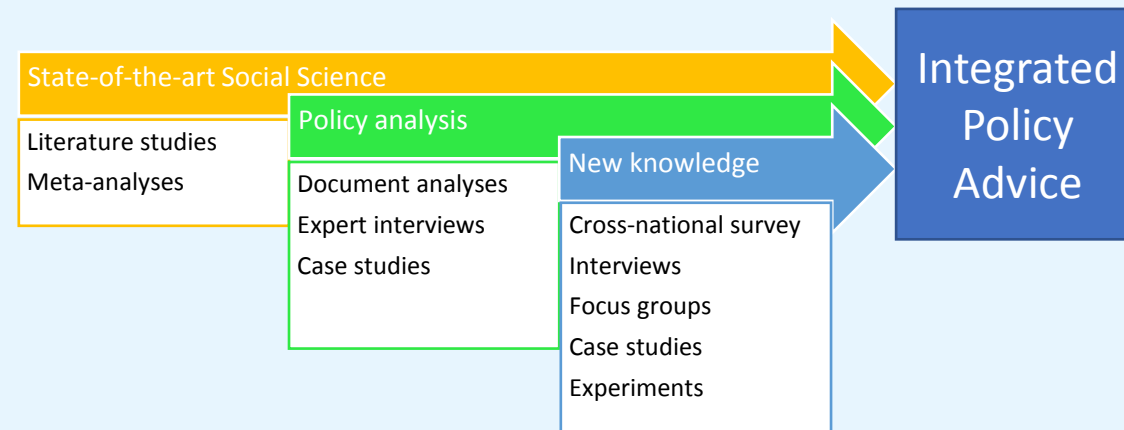 State-of-the-art Social Science
Literature studies
Meta-analyses
Policy analysis
Document analyses
Expert interviews
Case studies
New knowledge
Cross-national survey
Interviews
Focus groups
Case studies
Experiments
Integrated
Policy
Advice